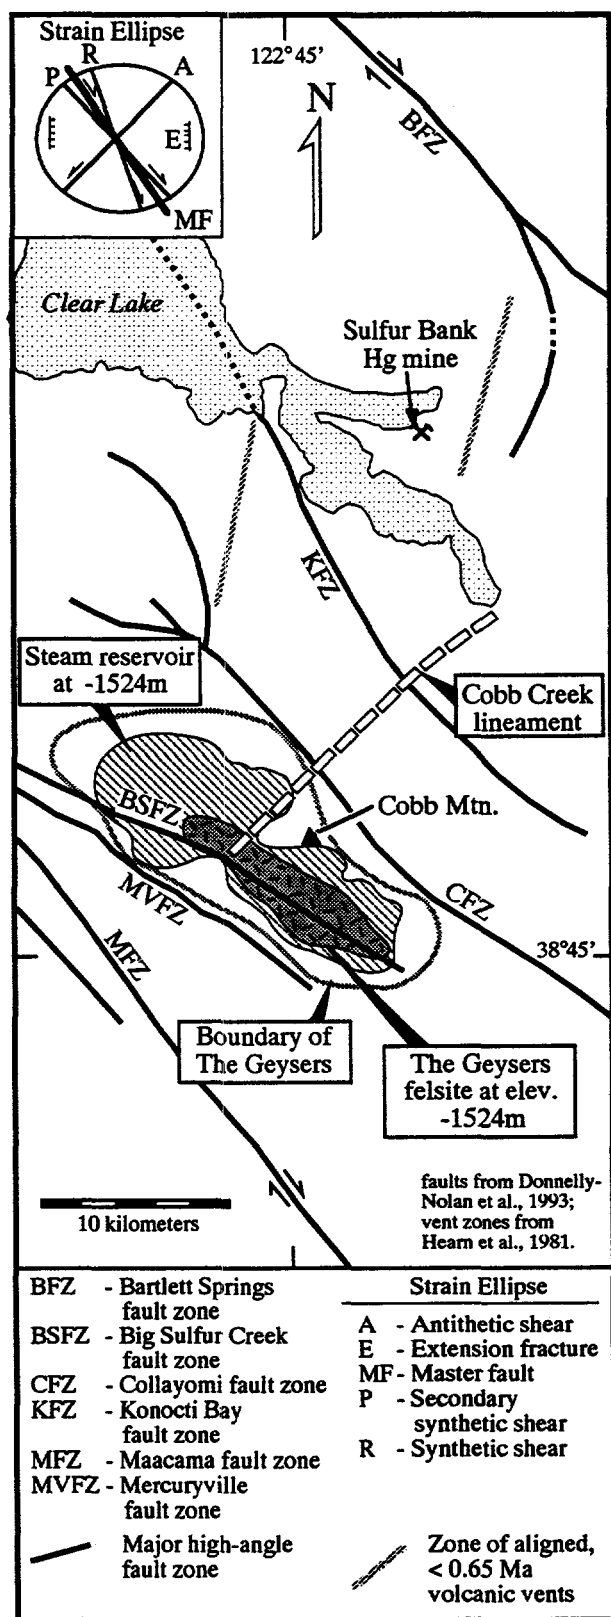 Strain Ellipse
R
P
A
E
MF
122°45'
N
BFZ
Clear Lake
Sulfur Bank
Hg mine
KFZ
Steam reservoir
at -1524m
Cobb Creek
lineament
BSFZ
Cobb Mtn.
MVFZ
CFZ
MFZ
38°45'
Boundary of
The Geysers
The Geysers
felsite at elev.
-1524m
10 kilometers
faults from Donnelly-
Nolan et al., 1993;
vent zones from
Hearn et al., 1981.
BFZ - Bartlett Springs
fault zone
BSFZ - Big Sulfur Creek
fault zone
CFZ - Collayomi fault zone
KFZ - Konocti Bay
fault zone
MFZ - Maacama fault zone
MVFZ - Mercuryville
fault zone
Major high-angle
fault zone
Strain Ellipse
A - Antithetic shear
E - Extension fracture
MF - Master fault
P - Secondary
synthetic shear
R - Synthetic shear
Zone of aligned,
< 0.65 Ma
volcanic vents